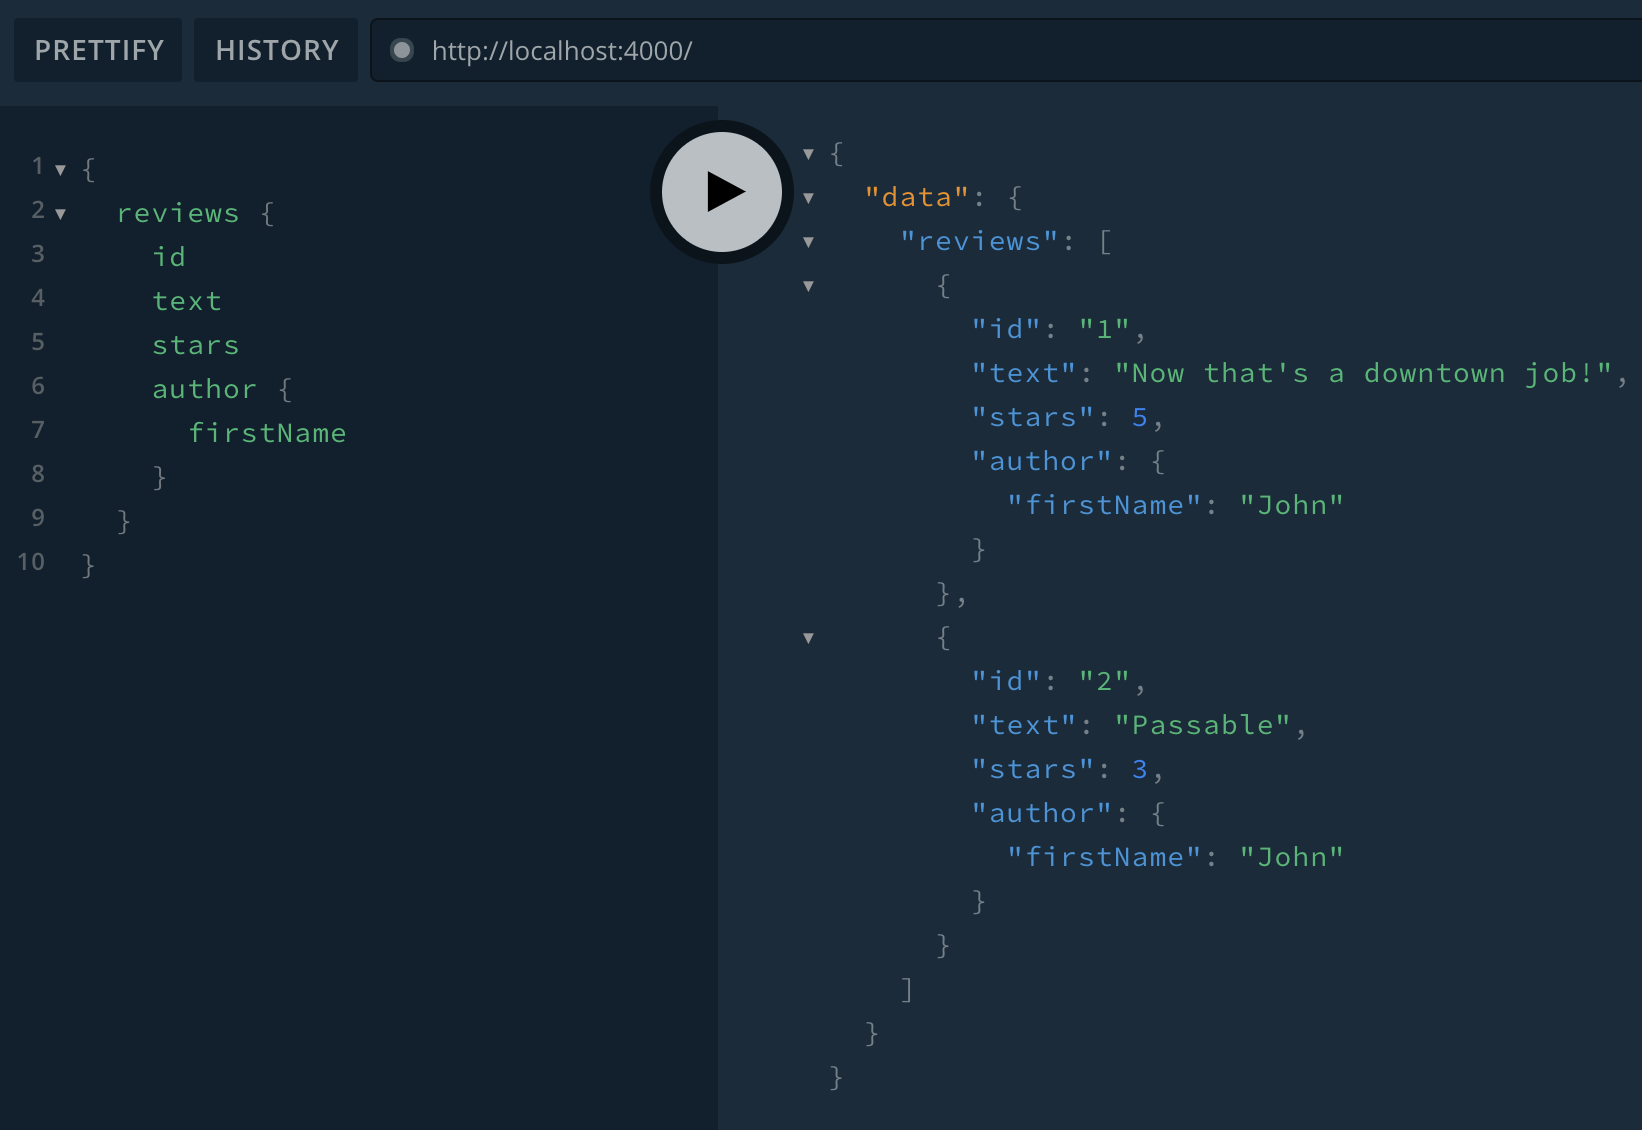 PRETTIFY HISTORY http://localhost:4000/
1 {
2 reviews {
3 id
4 text
5 stars
6 author {
7 firstName
8 }
9 }
10 }
{
"data": {
"reviews": [
{
"id": "1",
"text": "Now that's a downtown job!",
"stars": 5,
"author": {
"firstName": "John"
}
},
{
"id": "2",
"text": "Passable",
"stars": 3,
"author": {
"firstName": "John"
}
}
]
}
}